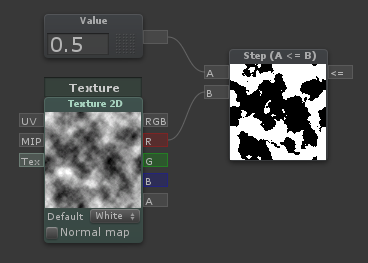 Value
0.5
Step (A <= B)
A
<=
B
Texture
Texture 2D
UV
RGB
MIP
R
Tex
G
B
A
Default
White
Normal map